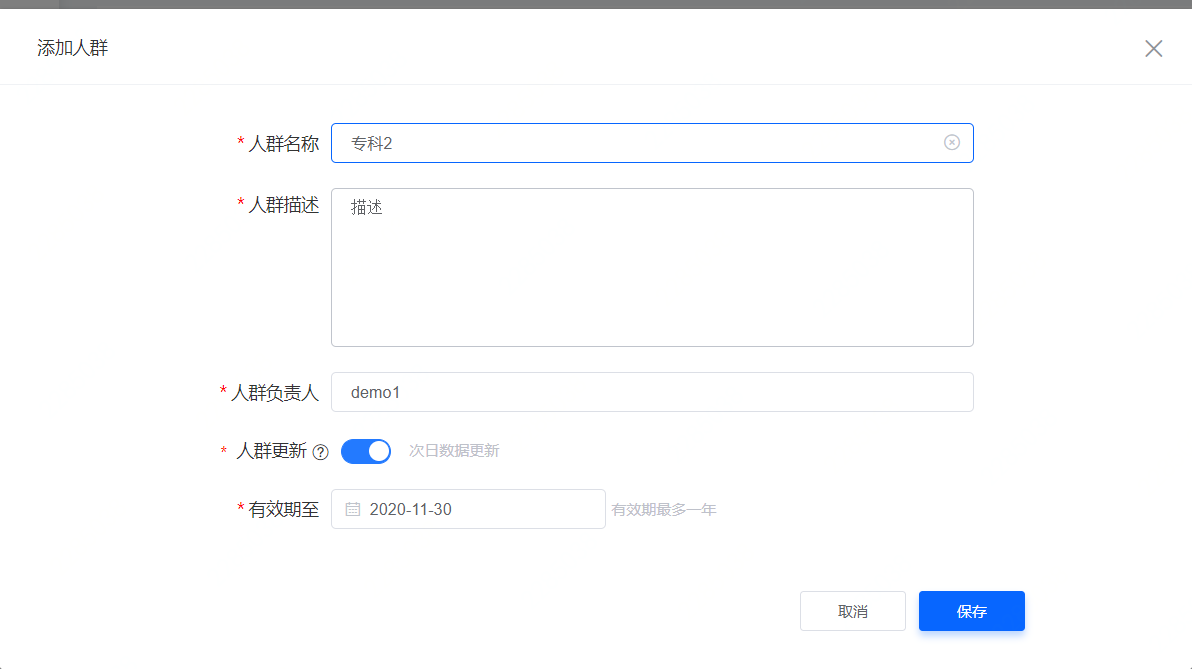 添加人群
* 人群名称 专科2
* 人群描述 描述
* 人群负责人 demo1
* 人群更新 ? 次日数据更新
* 有效期至 2020-11-30 有效期最多一年
取消 保存